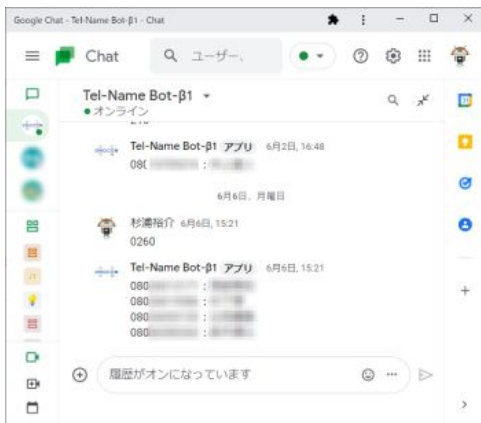 Google Chat - Tel-Name Bot-β1 - Chat
Chat
ユーザー、
Tel-Name Bot-β1
オンライン
Tel-Name Bot-β1 アプリ 6月2日, 16:48
080
6月6日、月曜日
杉浦裕介 6月6日, 15:21
0260
Tel-Name Bot-β1 アプリ 6月6日, 15:21
080 :
080 :
080 :
080 :
履歴がオンになっています